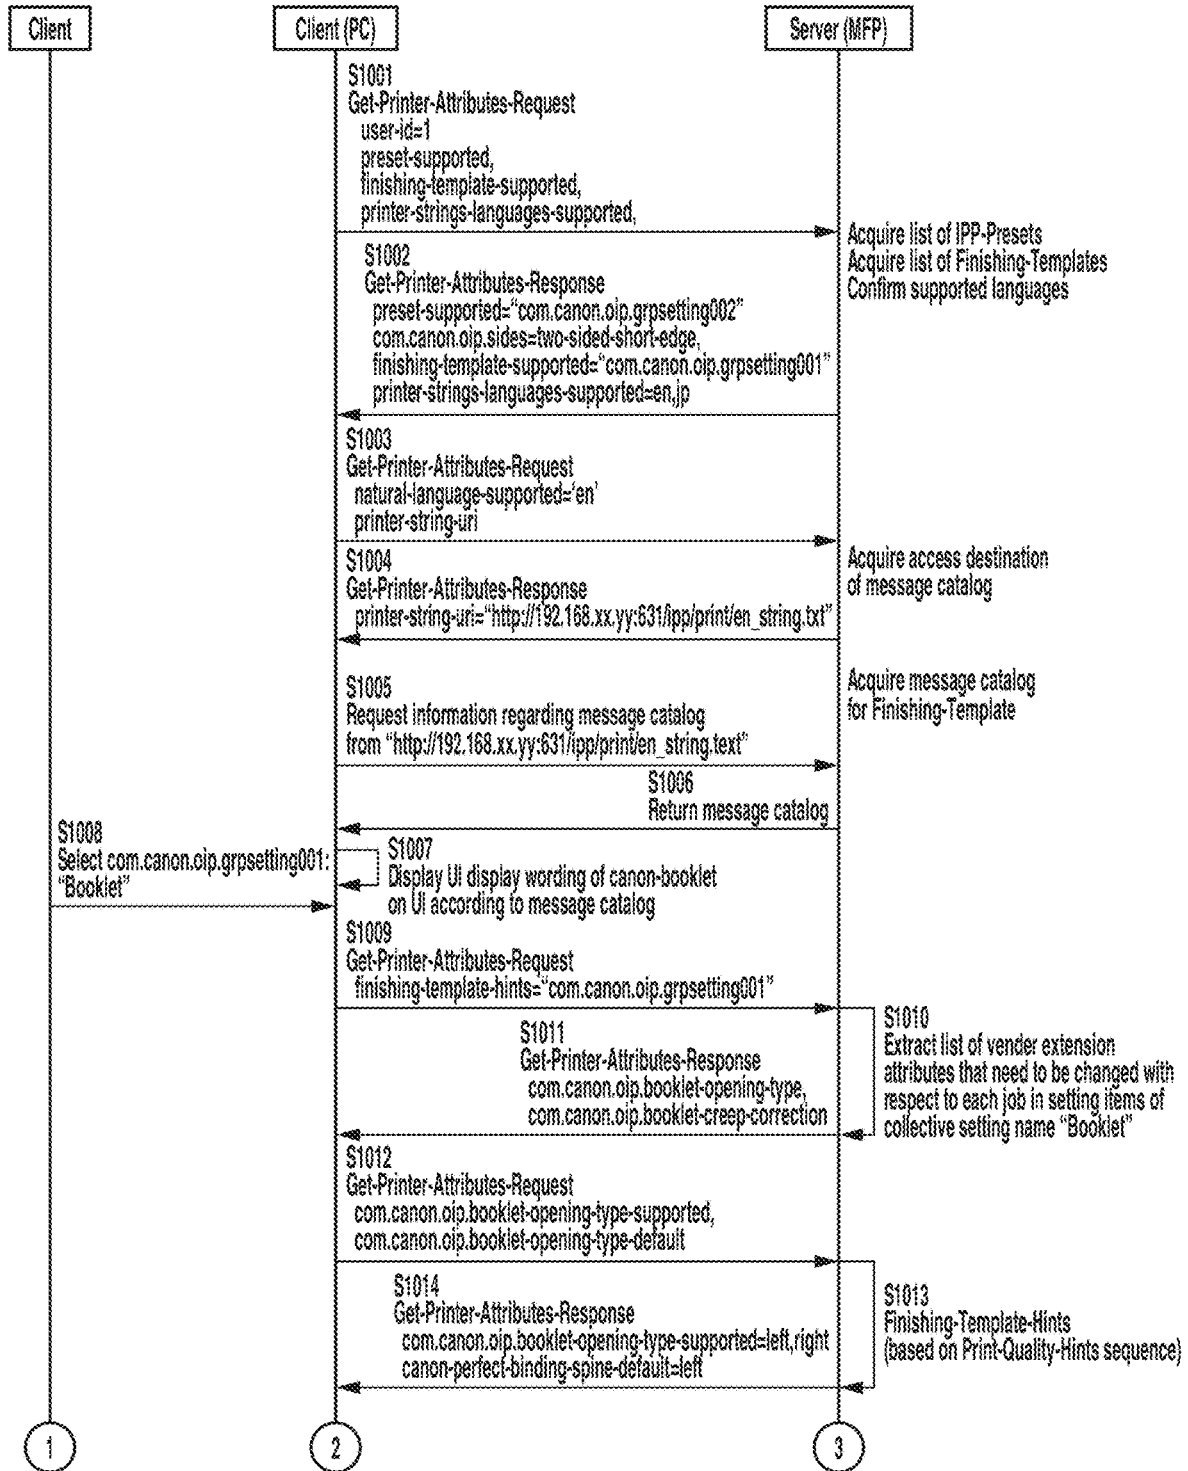 Client
Client (PC)
Server (MFP)
S1001
Get-Printer-Attributes-Request
user-id=1
preset-supported,
finishing-template-supported,
printer-strings-languages-supported,
Acquire list of IPP-Presets
Acquire list of Finishing-Templates
Confirm supported languages
S1002
Get-Printer-Attributes-Response
preset-supported=“com.canon.oip.grpsetting002”
com.canon.oip.sides=two-sided-short-edge,
finishing-template-supported=“com.canon.oip.grpsetting001”
printer-strings-languages-supported=en,jp
S1003
Get-Printer-Attributes-Request
natural-language-supported=‘en’
printer-string-uri
Acquire access destination
of message catalog
S1004
Get-Printer-Attributes-Response
printer-string-uri=“http://192.168.xx.yy:631/ipp/print/en_string.txt”
Acquire message catalog
for Finishing-Template
S1005
Request information regarding message catalog
from “http://192.168.xx.yy:631/ipp/print/en_string.text”
S1006
Return message catalog
S1008
Select com.canon.oip.grpsetting001:
“Booklet”
S1007
Display UI display wording of canon-booklet
on UI according to message catalog
S1009
Get-Printer-Attributes-Request
finishing-template-hints=“com.canon.oip.grpsetting001”
S1010
Extract list of vender extension
attributes that need to be changed with
respect to each job in setting items of
collective setting name “Booklet”
S1011
Get-Printer-Attributes-Response
com.canon.oip.booklet-opening-type,
com.canon.oip.booklet-creep-correction
S1012
Get-Printer-Attributes-Request
com.canon.oip.booklet-opening-type-supported,
com.canon.oip.booklet-opening-type-default
S1013
Finishing-Template-Hints
(based on Print-Quality-Hints sequence)
S1014
Get-Printer-Attributes-Response
com.canon.oip.booklet-opening-type-supported=left,right
canon-perfect-binding-spine-default=left
1
2
3